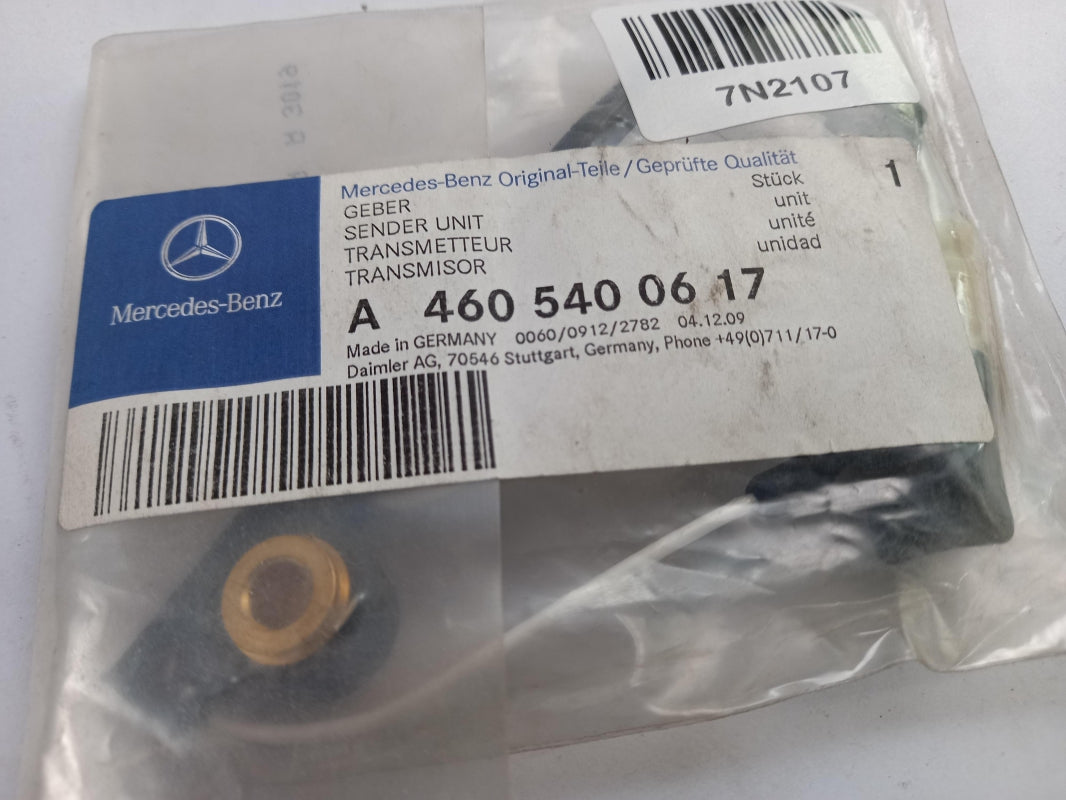 7N2107
Mercedes-Benz Original-Teile / Geprüfte Qualität
GEBER
SENDER UNIT
TRANSMETTEUR
TRANSMISOR
Stück
unit
unité
unidad
1
Mercedes-Benz
A 460 540 06 17
Made in GERMANY 0060/0912/2782 04.12.09
Daimler AG, 70546 Stuttgart, Germany, Phone +49(0)711/17-0